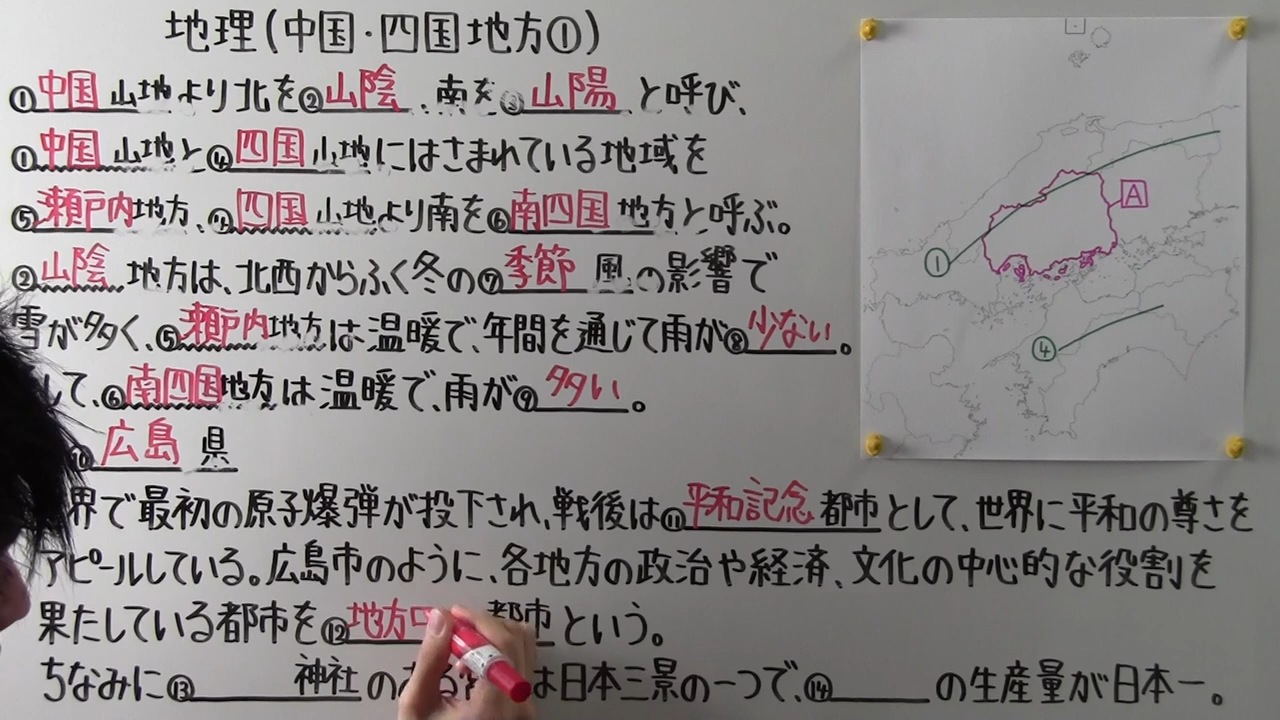 地理(中国・四国地方①)
①中国山地より北を②山陰、南を③山陽と呼び、
①中国山地と④四国山地にはさまれている地域を
⑤瀬戸内地方、④四国山地より南を⑥南四国地方と呼ぶ。
②山陰地方は、北西からふく冬の⑦季節風の影響で
雪が多く、⑤瀬戸内地方は温暖で、年間を通じて雨が⑧少ない。
して、⑥南四国地方は温暖で、雨が⑨多い。
⑩広島県
界で最初の原子爆弾が投下され、戦後は⑪平和記念都市として、世界に平和の尊さを
アピールしている。広島市のように、各地方の政治や経済、文化の中心的な役割を
果たしている都市を⑫地方 都市という。
ちなみに⑬ 神社のある は日本三景の一つで、⑭ の生産量が日本一。
A
①
④